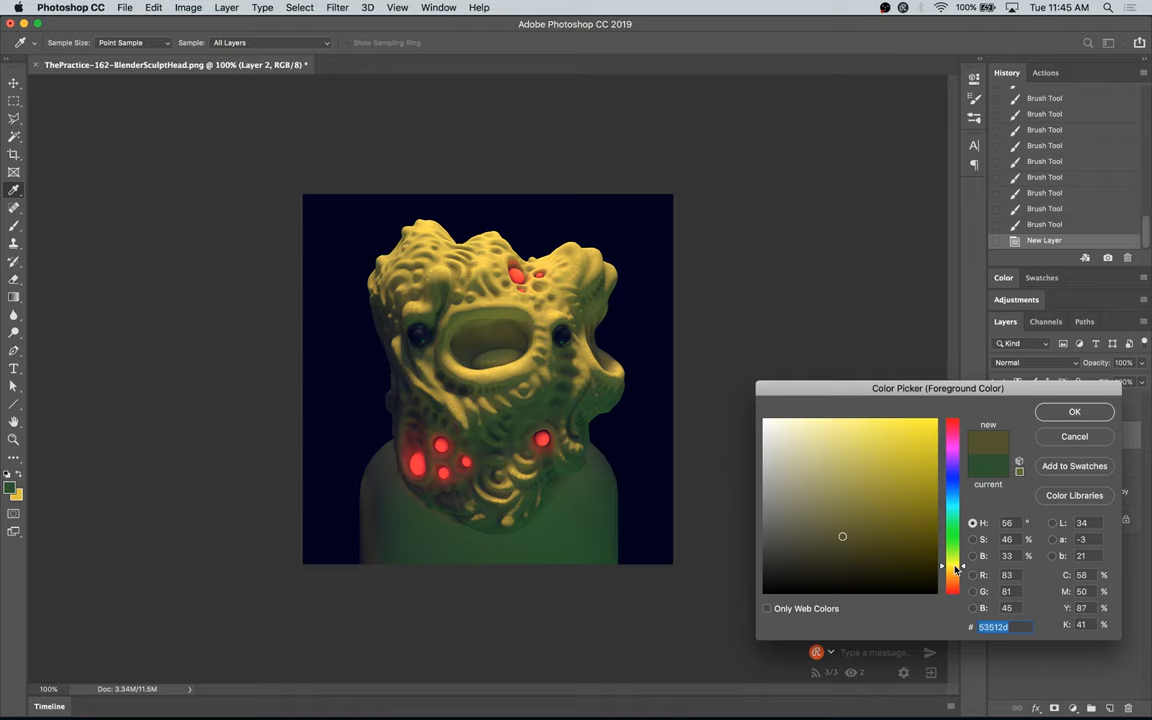 Photoshop CC File Edit Image Layer Type Select Filter 3D View Window Help 100% Tue 11:45 AM
Adobe Photoshop CC 2019
Sample Size: Point Sample Sample: All Layers Show Sampling Ring
× ThePractice-162-BlenderSculptHead.png @ 100% (Layer 2, RGB/8) *
History Actions
Brush Tool
Brush Tool
Brush Tool
Brush Tool
Brush Tool
Brush Tool
Brush Tool
Brush Tool
Brush Tool
New Layer
Color Swatches
Adjustments
Layers Channels Paths
Kind
Normal Opacity: 100%
Color Picker (Foreground Color)
new
current
OK
Cancel
Add to Swatches
Color Libraries
H: 56 ° L: 34
S: 46 % a: -3
B: 33 % b: 21
R: 83 C: 58 %
G: 81 M: 50 %
B: 45 Y: 87 %
# 53512d K: 41 %
Only Web Colors
Type a message...
3/3 2
100% Doc: 3.34M/11.5M
Timeline